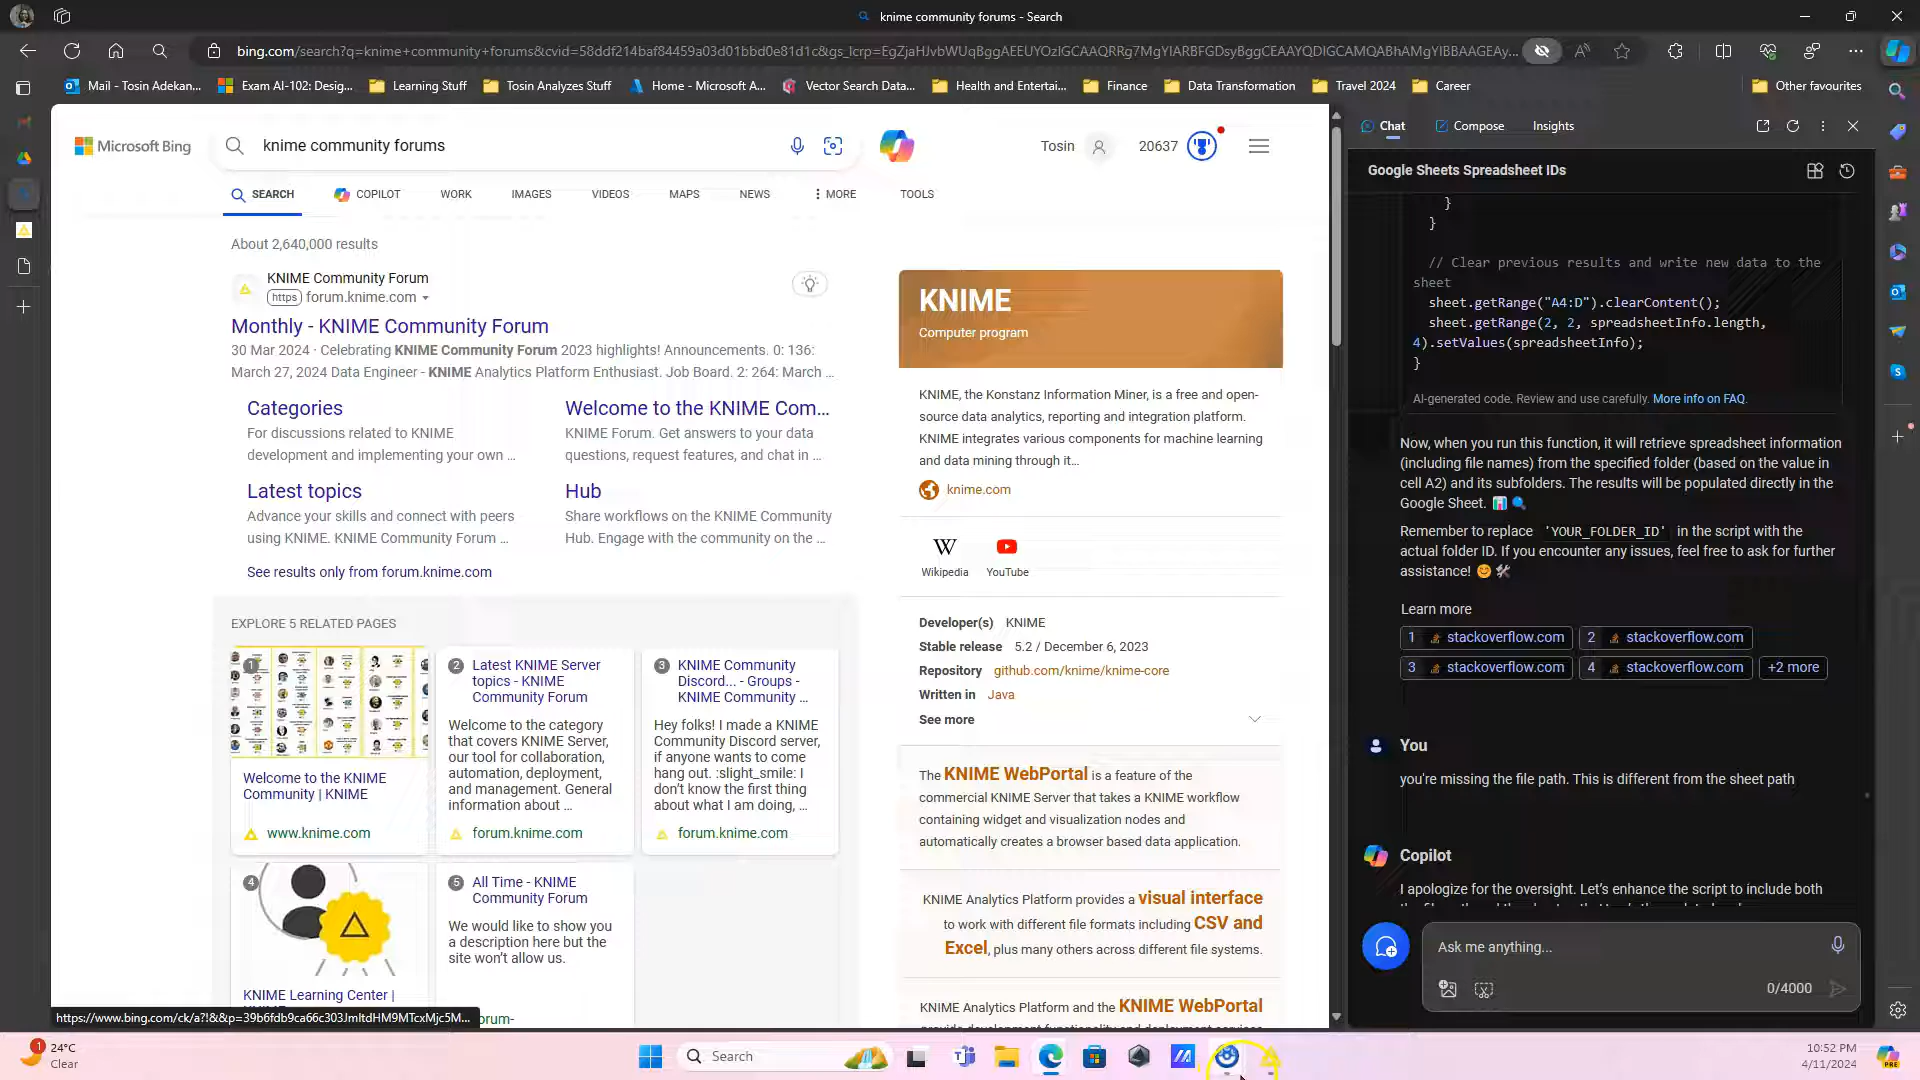 knime community forums - Search
bing.com/search?q=knime+community+forums&cvid=58ddf214baf84459a03d01bbd0e81d1c&gs_lcrp=EgZjaHJvbWUqBggAEEUYOzIGCAAQRRg7MgYIARBFGDsyBggCEAAYQDIGCAMQABhAMgYIBBAAGEAy...
Mail - Tosin Adekan...
Exam AI-102: Desig...
Learning Stuff
Tosin Analyzes Stuff
Home - Microsoft A...
Vector Search Data...
Health and Entertai...
Finance
Data Transformation
Travel 2024
Career
Other favourites
Microsoft Bing
knime community forums
Tosin
20637
SEARCH
COPILOT
WORK
IMAGES
VIDEOS
MAPS
NEWS
MORE
TOOLS
About 2,640,000 results
KNIME Community Forum
https forum.knime.com
Monthly - KNIME Community Forum
30 Mar 2024 · Celebrating KNIME Community Forum 2023 highlights! Announcements. 0: 136:
March 27, 2024 Data Engineer - KNIME Analytics Platform Enthusiast. Job Board. 2: 264: March ...
Categories
For discussions related to KNIME
development and implementing your own ...
Welcome to the KNIME Com...
KNIME Forum. Get answers to your data
questions, request features, and chat in ...
Latest topics
Advance your skills and connect with peers
using KNIME. KNIME Community Forum ...
Hub
Share workflows on the KNIME Community
Hub. Engage with the community on the ...
See results only from forum.knime.com
EXPLORE 5 RELATED PAGES
1
Welcome to the KNIME
Community | KNIME
www.knime.com
2 Latest KNIME Server
topics - KNIME
Community Forum
Welcome to the category
that covers KNIME Server,
our tool for collaboration,
automation, deployment,
and management. General
information about ...
forum.knime.com
3 KNIME Community
Discord... - Groups -
KNIME Community ...
Hey folks! I made a KNIME
Community Discord server,
if anyone wants to come
hang out. :slight_smile: I
don't know the first thing
about what I am doing, ...
forum.knime.com
4
KNIME Learning Center |
5 All Time - KNIME
Community Forum
We would like to show you
a description here but the
site won't allow us.
https://www.bing.com/ck/a?!&&p=39b6fdb9ca66c303JmltdHM9MTcxMjc5M...
KNIME
Computer program
KNIME, the Konstanz Information Miner, is a free and open-
source data analytics, reporting and integration platform.
KNIME integrates various components for machine learning
and data mining through it...
knime.com
W
Wikipedia
YouTube
Developer(s) KNIME
Stable release 5.2 / December 6, 2023
Repository github.com/knime/knime-core
Written in Java
See more
The KNIME WebPortal is a feature of the
commercial KNIME Server that takes a KNIME workflow
containing widget and visualization nodes and
automatically creates a browser based data application.
KNIME Analytics Platform provides a visual interface
to work with different file formats including CSV and
Excel, plus many others across different file systems.
KNIME Analytics Platform and the KNIME WebPortal
Chat
Compose
Insights
Google Sheets Spreadsheet IDs
}
}
// Clear previous results and write new data to the
sheet
sheet.getRange("A4:D").clearContent();
sheet.getRange(2, 2, spreadsheetInfo.length,
4).setValues(spreadsheetInfo);
}
AI-generated code. Review and use carefully. More info on FAQ.
Now, when you run this function, it will retrieve spreadsheet information
(including file names) from the specified folder (based on the value in
cell A2) and its subfolders. The results will be populated directly in the
Google Sheet.
Remember to replace 'YOUR_FOLDER_ID' in the script with the
actual folder ID. If you encounter any issues, feel free to ask for further
assistance!
Learn more
1 stackoverflow.com
2 stackoverflow.com
3 stackoverflow.com
4 stackoverflow.com
+2 more
You
you're missing the file path. This is different from the sheet path
Copilot
I apologize for the oversight. Let's enhance the script to include both
Ask me anything...
0/4000
1
24°C
Clear
Search
10:52 PM
4/11/2024